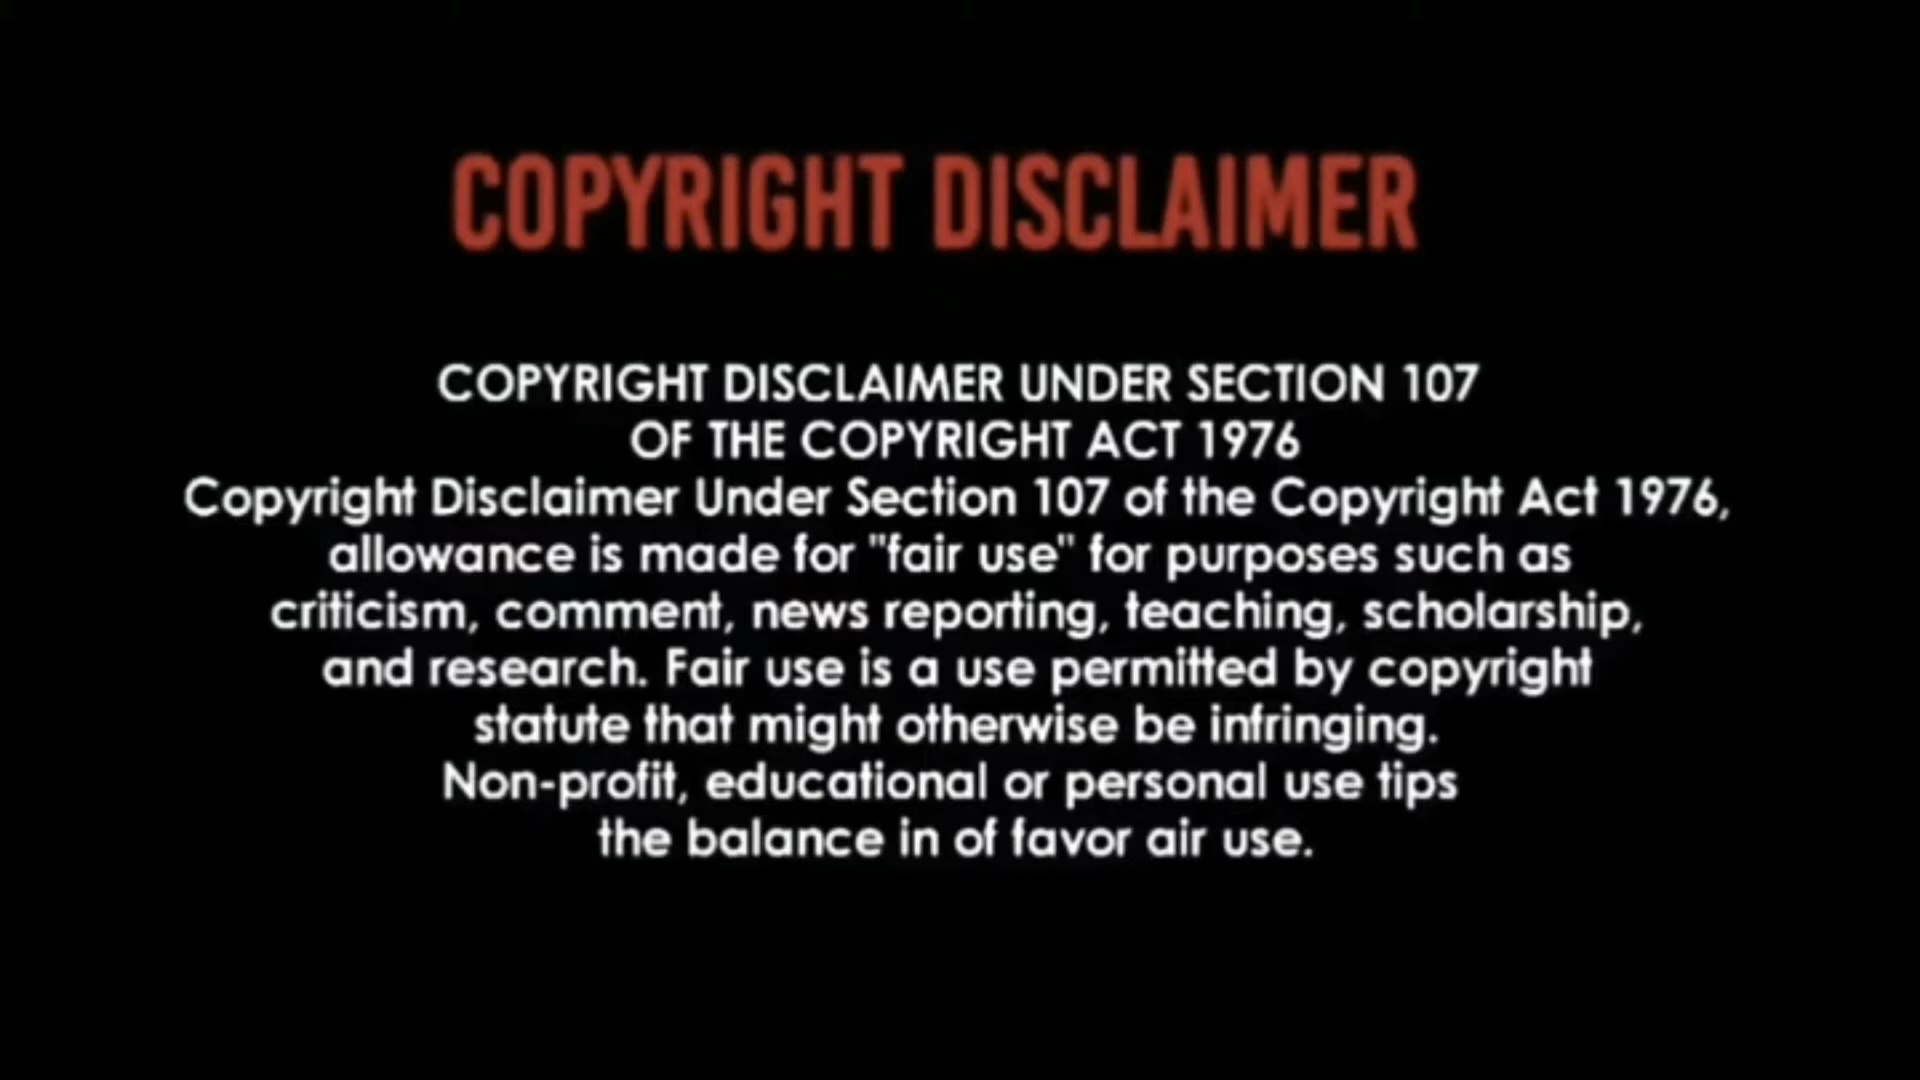 COPYRIGHT DISCLAIMER
COPYRIGHT DISCLAIMER UNDER SECTION 107
OF THE COPYRIGHT ACT 1976
Copyright Disclaimer Under Section 107 of the Copyright Act 1976,
allowance is made for "fair use" for purposes such as
criticism, comment, news reporting, teaching, scholarship,
and research. Fair use is a use permitted by copyright
statute that might otherwise be infringing.
Non-profit, educational or personal use tips
the balance in of favor air use.